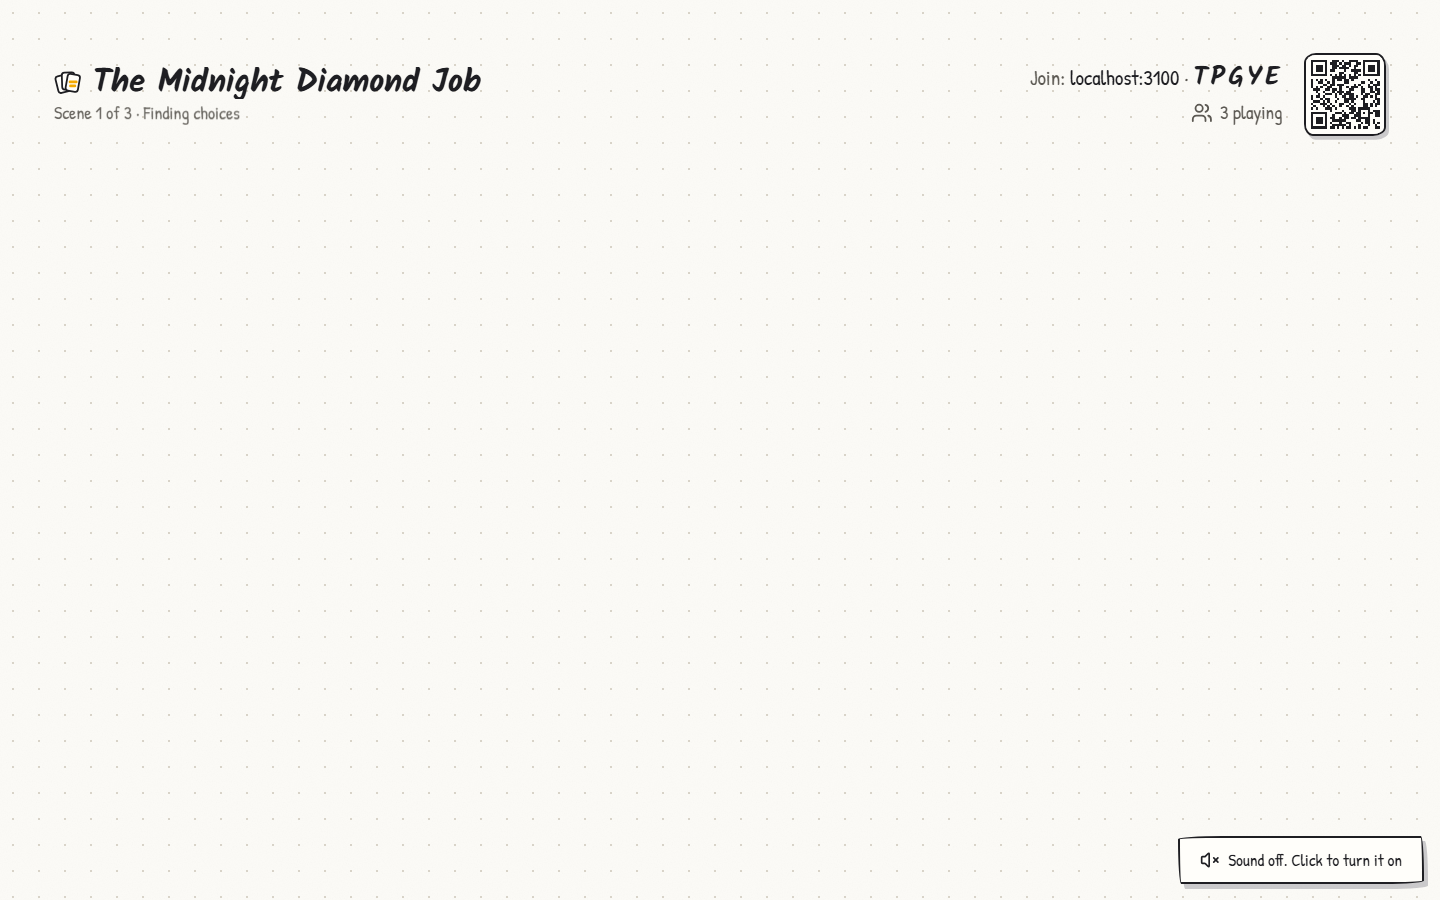 The Midnight Diamond Job
Scene 1 of 3 · Finding choices
Join: localhost:3100 · TPGYE
3 playing
Sound off. Click to turn it on